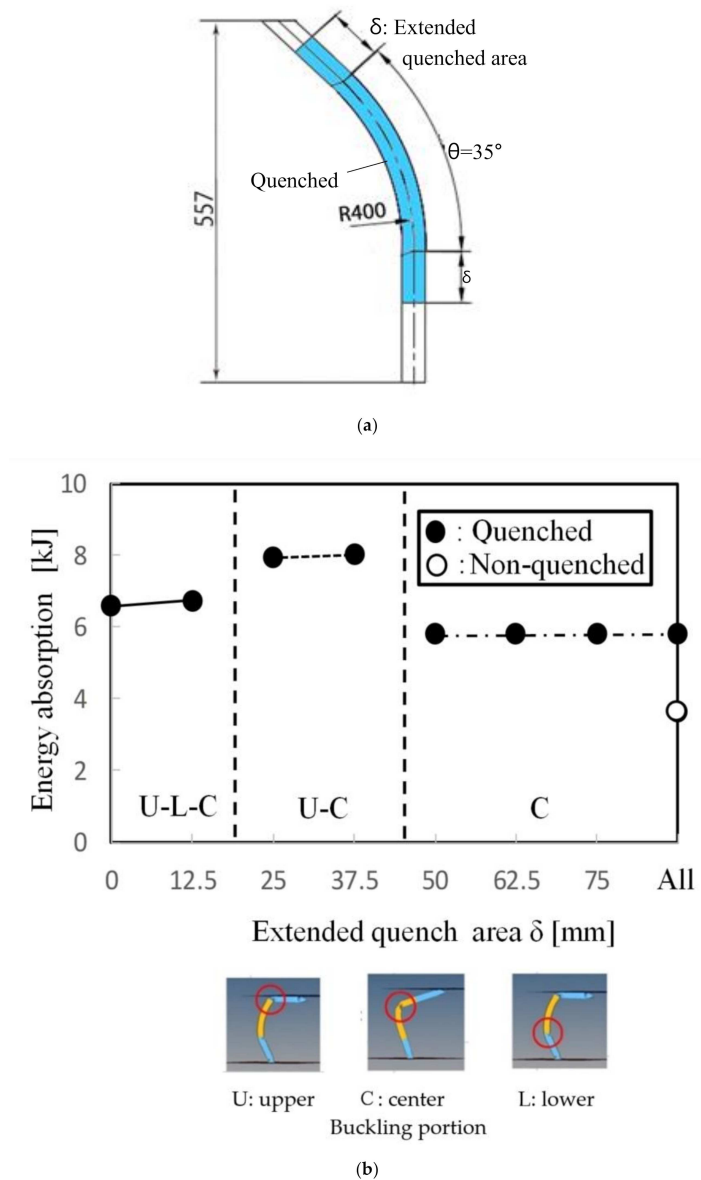 δ: Extended
quenched area
θ=35°
Quenched
557
R400
δ
(a)
10
8
6
4
2
0
Energy absorption [kJ]
● : Quenched
○ : Non-quenched
U-L-C
U-C
C
0 12.5 25 37.5 50 62.5 75 All
Extended quench area δ [mm]
:
U: upper
C : center
L: lower
Buckling portion
(b)